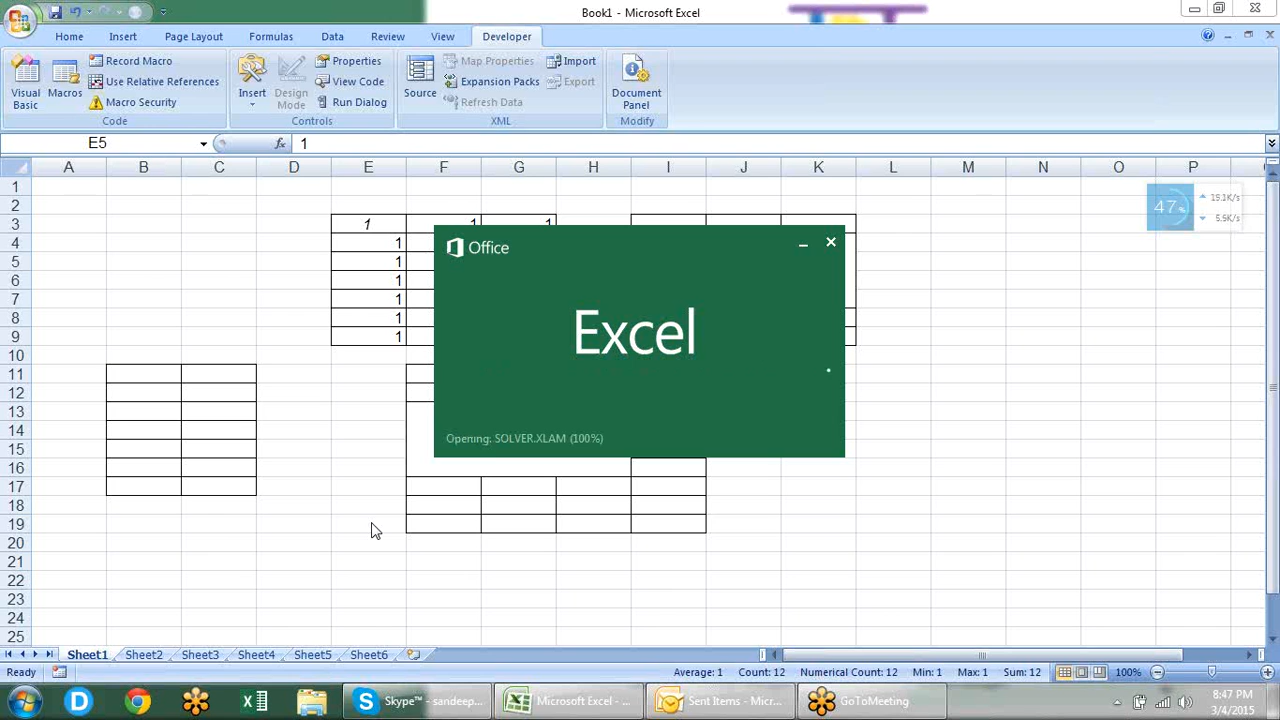 Book1 - Microsoft Excel
Home Insert Page Layout Formulas Data Review View Developer
Visual Basic
Macros
Record Macro
Use Relative References
Macro Security
Code
Insert
Design Mode
Properties
View Code
Run Dialog
Controls
Source
Map Properties
Expansion Packs
Refresh Data
Import
Export
XML
Document Panel
Modify
E5 fx 1
A B C D E F G H I J K L M N O P
1
2
3 1 1 1
4 1
5 1
6 1
7 1
8 1
9 1
10
11
12
13
14
15
16
17
18
19
20
21
22
23
24
25
47%
15.1K/s
5.5K/s
Office
Excel
Opening: SOLVER.XLAM (100%)
Sheet1 Sheet2 Sheet3 Sheet4 Sheet5 Sheet6
Ready Average: 1 Count: 12 Numerical Count: 12 Min: 1 Max: 1 Sum: 12 100%
Skype™ - sandeep... Microsoft Excel - ... Sent Items - Micr... GoToMeeting
8:47 PM
3/4/2015